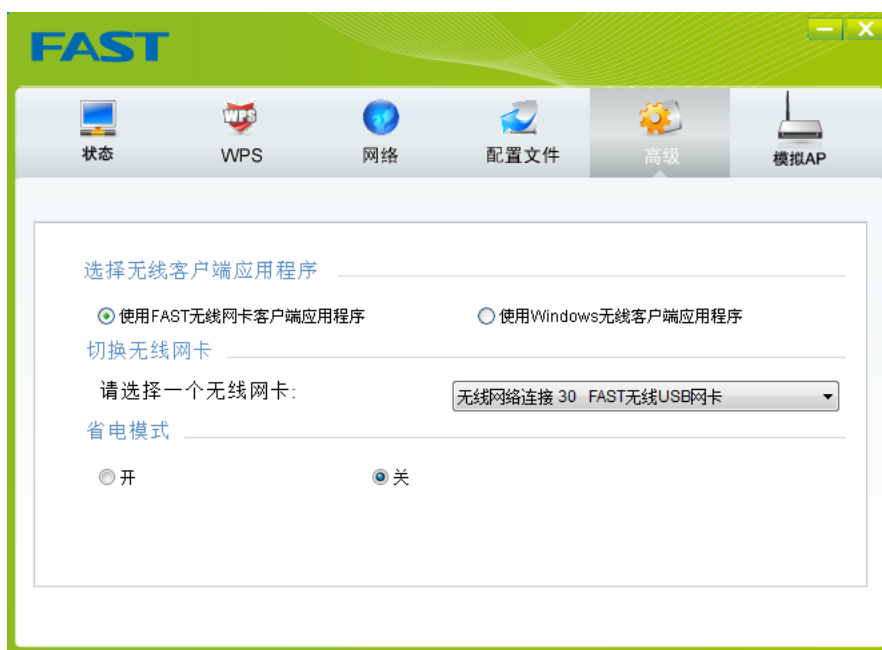 FAST
状态 WPS 网络 配置文件 高级 模拟AP
选择无线客户端应用程序
使用FAST无线网卡客户端应用程序 使用Windows无线客户端应用程序
切换无线网卡
请选择一个无线网卡: 无线网络连接 30 FAST无线USB网卡
省电模式
开 关